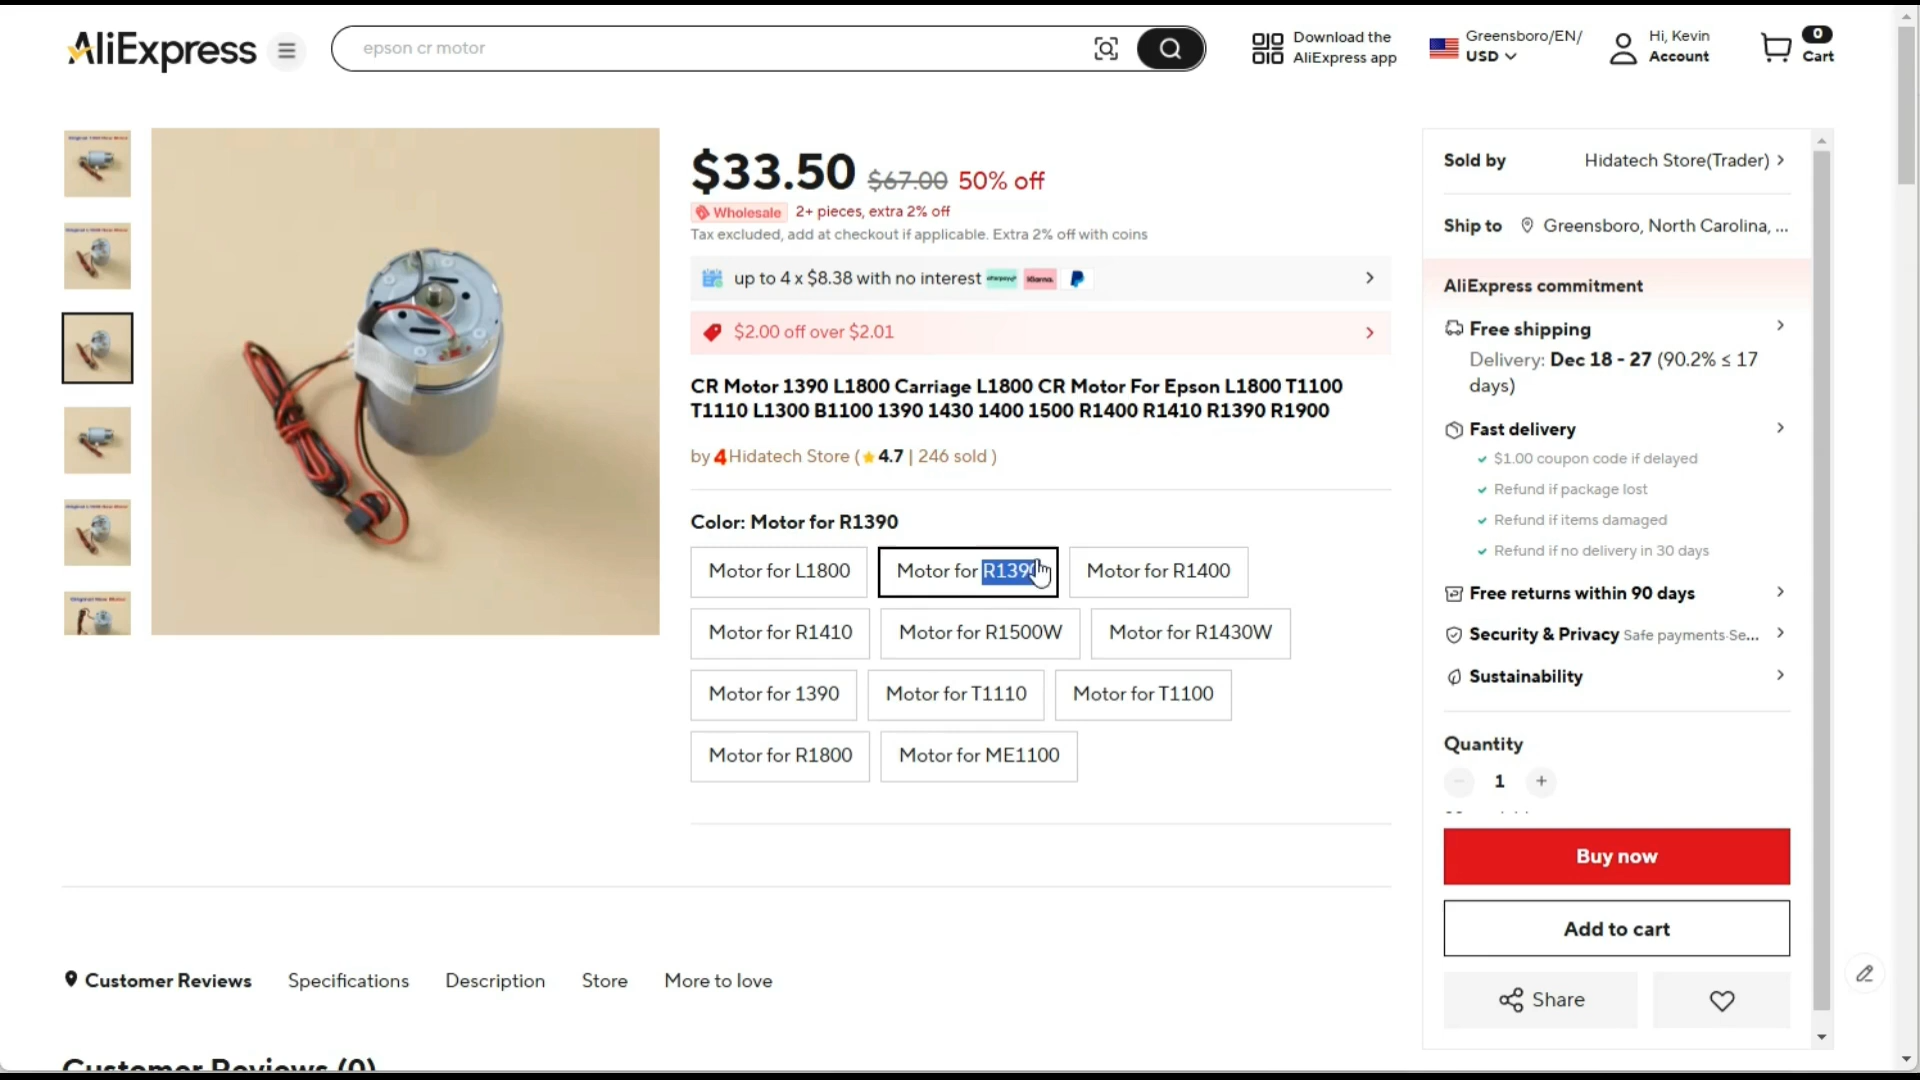 AliExpress
epson cr motor
Download the
AliExpress app
Greensboro/EN/
USD
Hi, Kevin
Account
0
Cart
$33.50 $67.00 50% off
Wholesale 2+ pieces, extra 2% off
Tax excluded, add at checkout if applicable. Extra 2% off with coins
up to 4 x $8.38 with no interest
Klarna.
$2.00 off over $2.01
CR Motor 1390 L1800 Carriage L1800 CR Motor For Epson L1800 T1100
T1110 L1300 B1100 1390 1430 1400 1500 R1400 R1410 R1390 R1900
by 4 Hidatech Store ( 4.7 | 246 sold )
Color: Motor for R1390
Motor for L1800
Motor for R1390
Motor for R1400
Motor for R1410
Motor for R1500W
Motor for R1430W
Motor for 1390
Motor for T1110
Motor for T1100
Motor for R1800
Motor for ME1100
Sold by Hidatech Store(Trader)
Ship to Greensboro, North Carolina, ...
AliExpress commitment
Free shipping
Delivery: Dec 18 - 27 (90.2% ≤ 17
days)
Fast delivery
$1.00 coupon code if delayed
Refund if package lost
Refund if items damaged
Refund if no delivery in 30 days
Free returns within 90 days
Security & Privacy Safe payments·Se...
Sustainability
Quantity
1
Buy now
Add to cart
Share
Customer Reviews
Specifications
Description
Store
More to love
Customer Reviews (0)